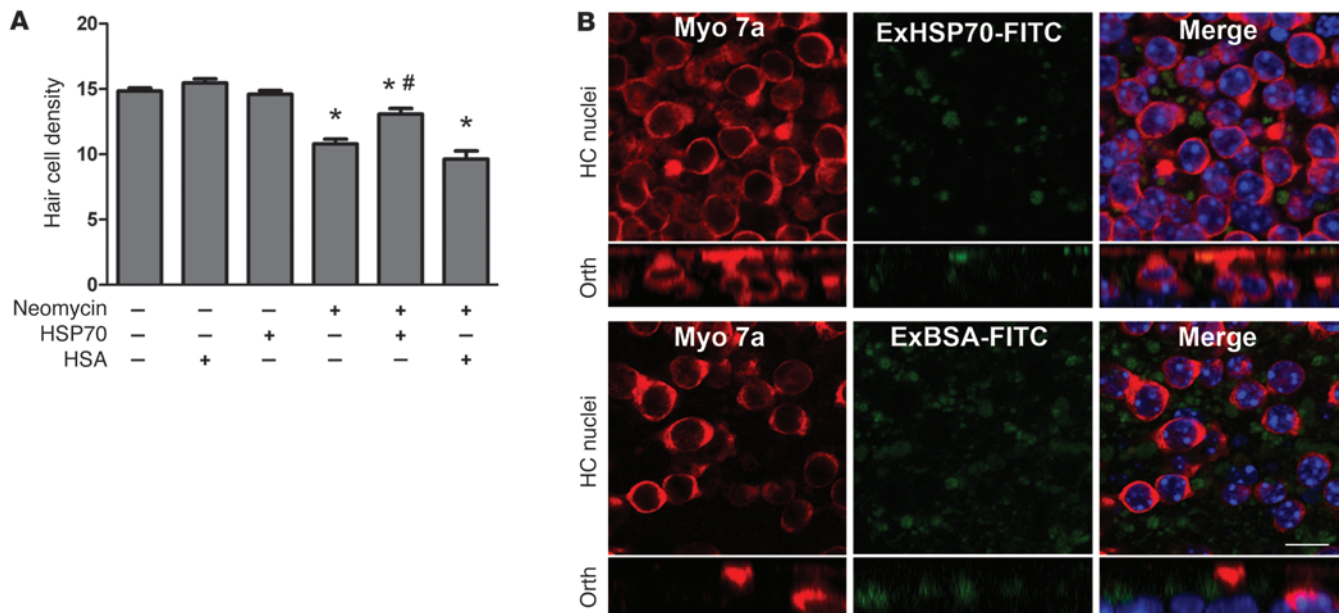 A
20
15
10
5
0
Hair cell density
*
* #
*
Neomycin – – – + + +
HSP70 – – + – + –
HSA – + – – – +
B
Myo 7a ExHSP70-FITC Merge
HC nuclei
Orth
Myo 7a ExBSA-FITC Merge
HC nuclei
Orth